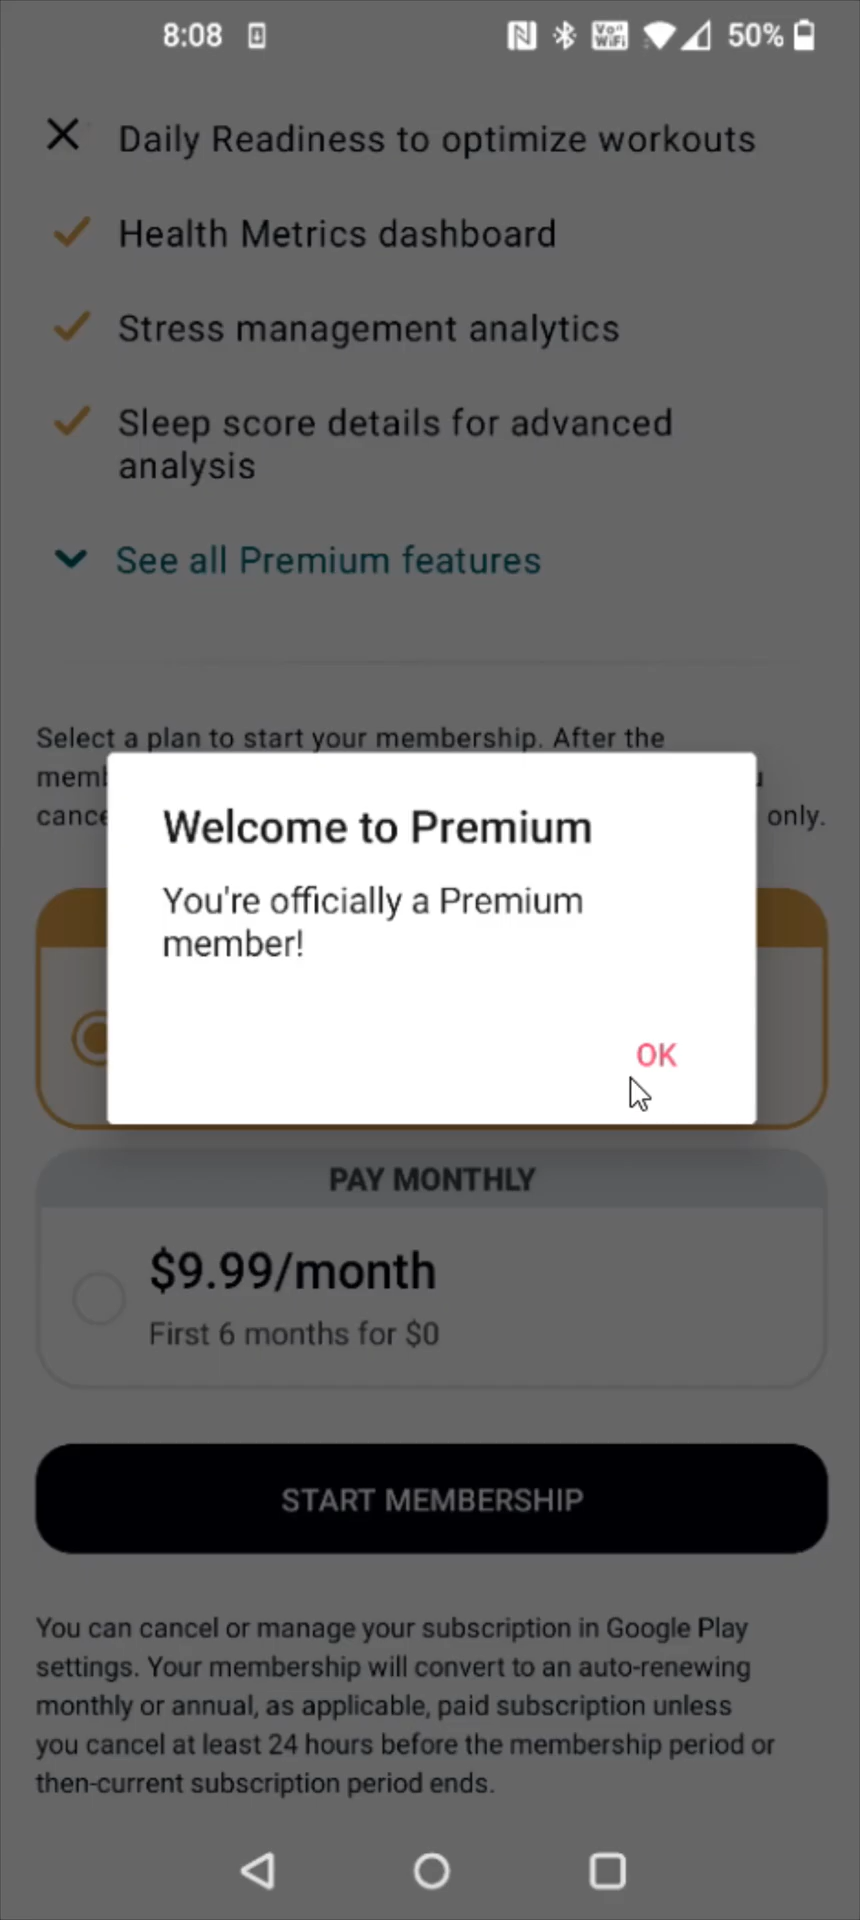 8:08
Vo)) WiFi 50%
Daily Readiness to optimize workouts
Health Metrics dashboard
Stress management analytics
Sleep score details for advanced
analysis
See all Premium features
Select a plan to start your membership. After the
only.
Welcome to Premium
You're officially a Premium
member!
OK
PAY MONTHLY
$9.99/month
First 6 months for $0
START MEMBERSHIP
You can cancel or manage your subscription in Google Play
settings. Your membership will convert to an auto-renewing
monthly or annual, as applicable, paid subscription unless
you cancel at least 24 hours before the membership period or
then-current subscription period ends.